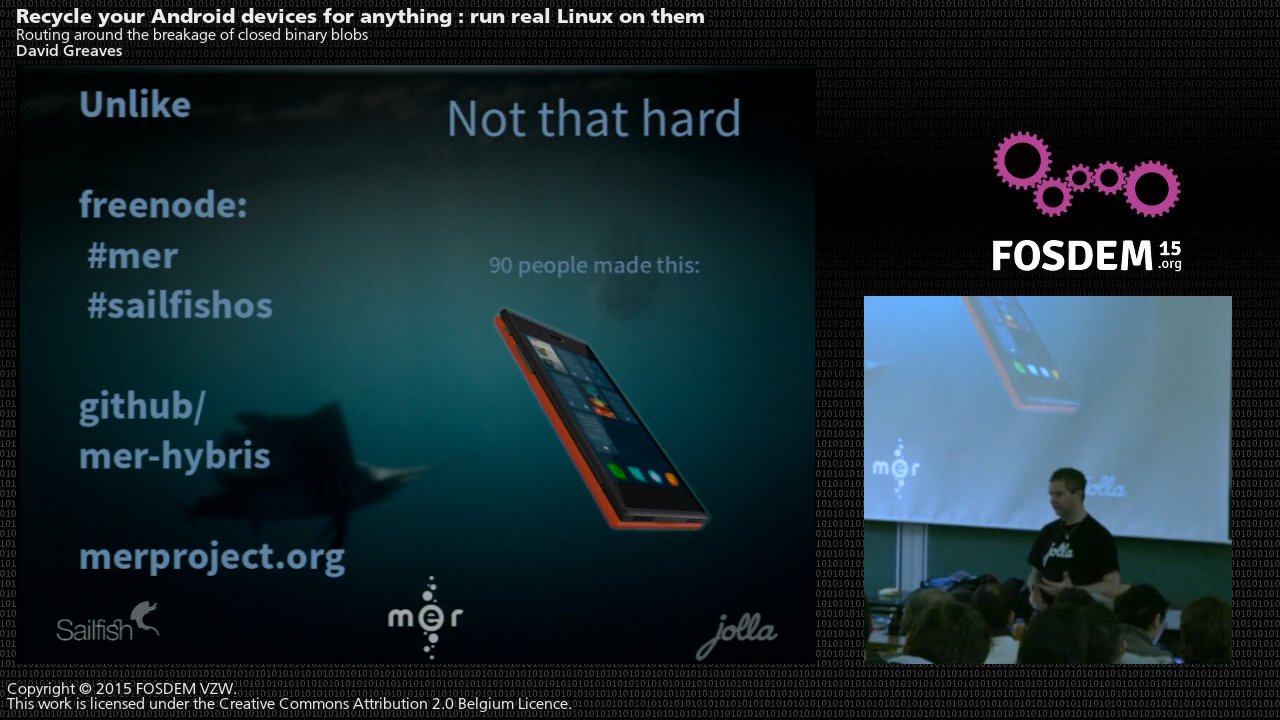 Recycle your Android devices for anything : run real Linux on them
Routing around the breakage of closed binary blobs
David Greaves
Unlike
Not that hard
freenode:
#mer
#sailfishos
90 people made this:
github/
mer-hybris
merproject.org
Sailfish
mer
jolla
FOSDEM 15
.org
mer
jolla
jolla
Copyright © 2015 FOSDEM VZW.
This work is licensed under the Creative Commons Attribution 2.0 Belgium Licence.